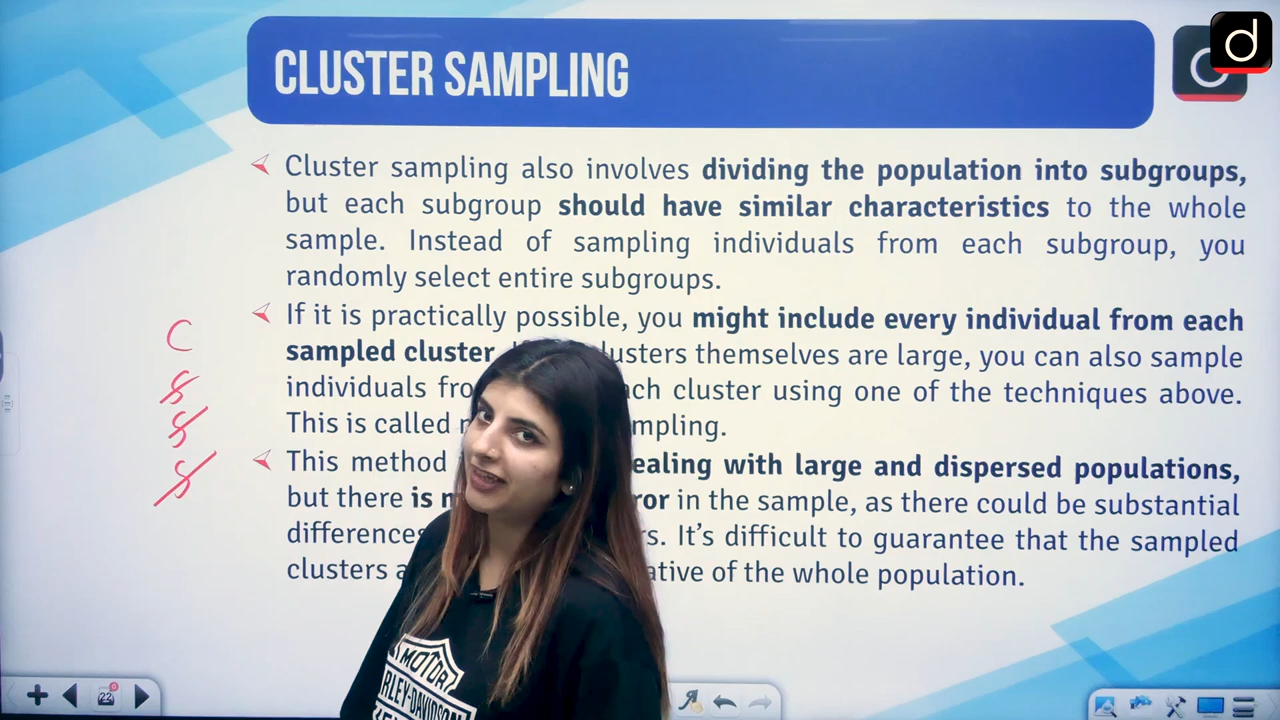 d
CLUSTER SAMPLING
Cluster sampling also involves dividing the population into subgroups,
but each subgroup should have similar characteristics to the whole
sample. Instead of sampling individuals from each subgroup, you
randomly select entire subgroups.
If it is practically possible, you might include every individual from each
sampled cluster lusters themselves are large, you can also sample
individuals fro ach cluster using one of the techniques above.
This is called mpling.
This method ealing with large and dispersed populations,
but there is ror in the sample, as there could be substantial
differences rs. It's difficult to guarantee that the sampled
clusters a ative of the whole population.
C
MOTOR
RLEY-DAVIDSON
22